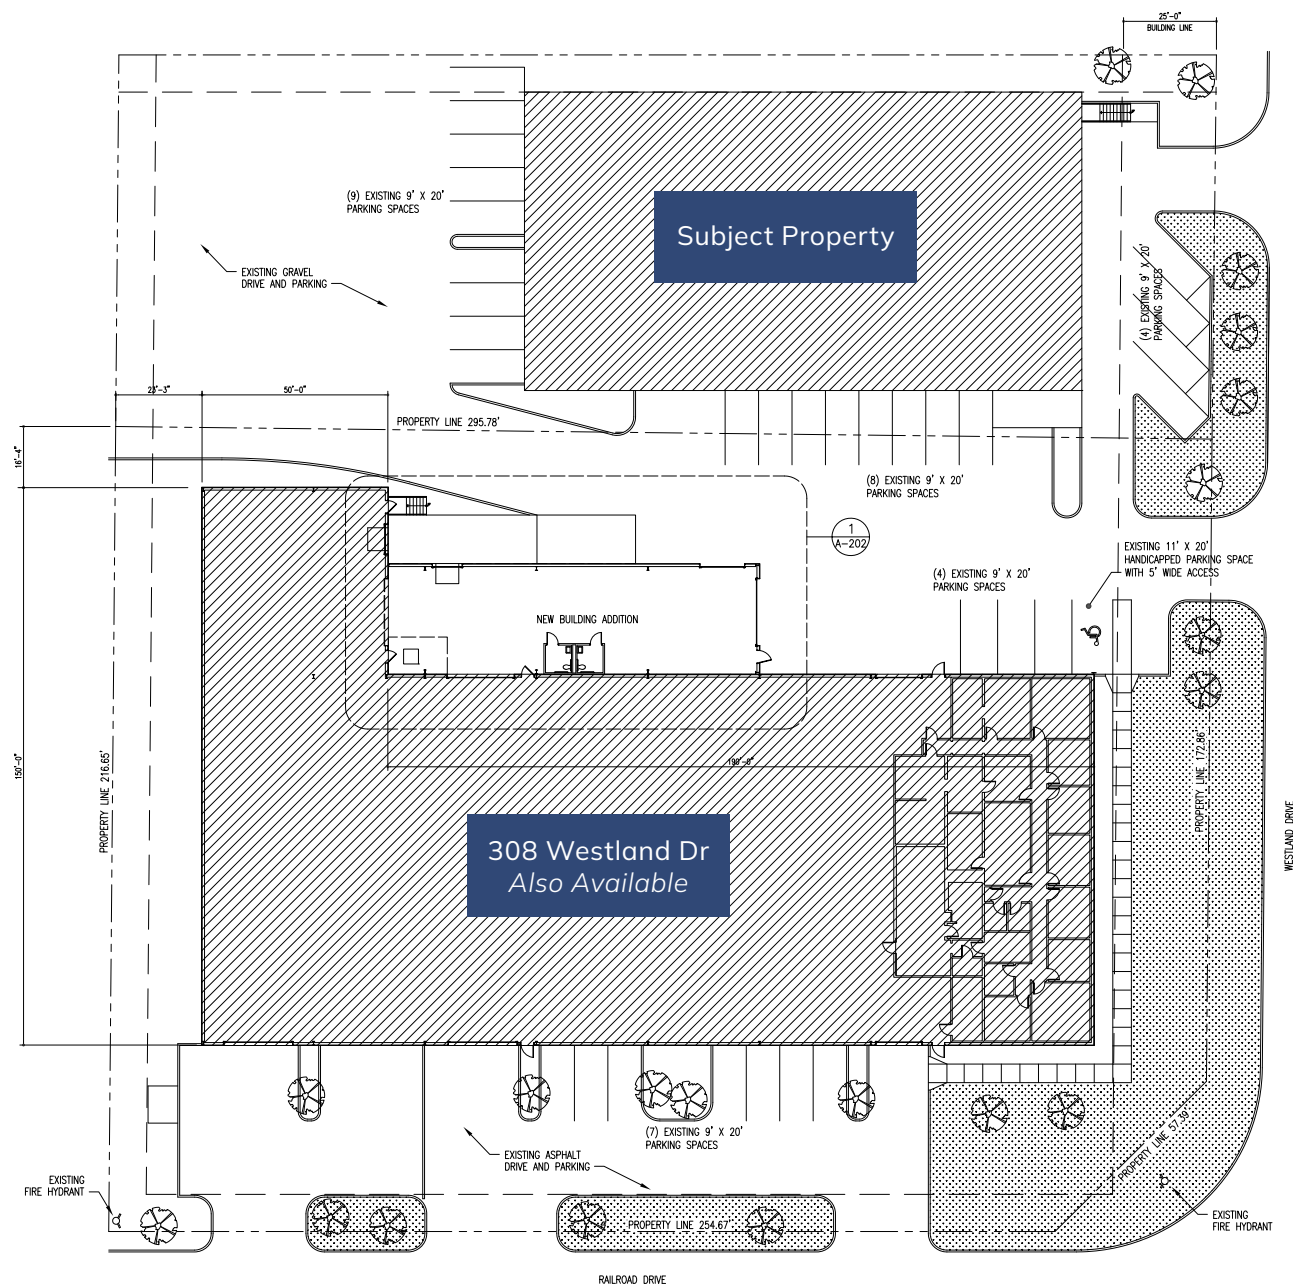 25'-0"
BUILDING LINE
(9) EXISTING 9' X 20'
PARKING SPACES
Subject Property
EXISTING GRAVEL
DRIVE AND PARKING
(4) EXISTING 9' X 20'
PARKING SPACES
23'-3"
50'-0"
PROPERTY LINE 295.78'
16'-4"
(8) EXISTING 9' X 20'
PARKING SPACES
1
A-202
EXISTING 11' X 20'
HANDICAPPED PARKING SPACE
WITH 5' WIDE ACCESS
(4) EXISTING 9' X 20'
PARKING SPACES
NEW BUILDING ADDITION
150'-0"
PROPERTY LINE 216.65'
190'-0"
PROPERTY LINE 172.86'
WESTLAND DRIVE
308 Westland Dr
Also Available
(7) EXISTING 9' X 20'
PARKING SPACES
EXISTING ASPHALT
DRIVE AND PARKING
PROPERTY LINE 57.39'
EXISTING
FIRE HYDRANT
EXISTING
FIRE HYDRANT
PROPERTY LINE 254.67'
RAILROAD DRIVE